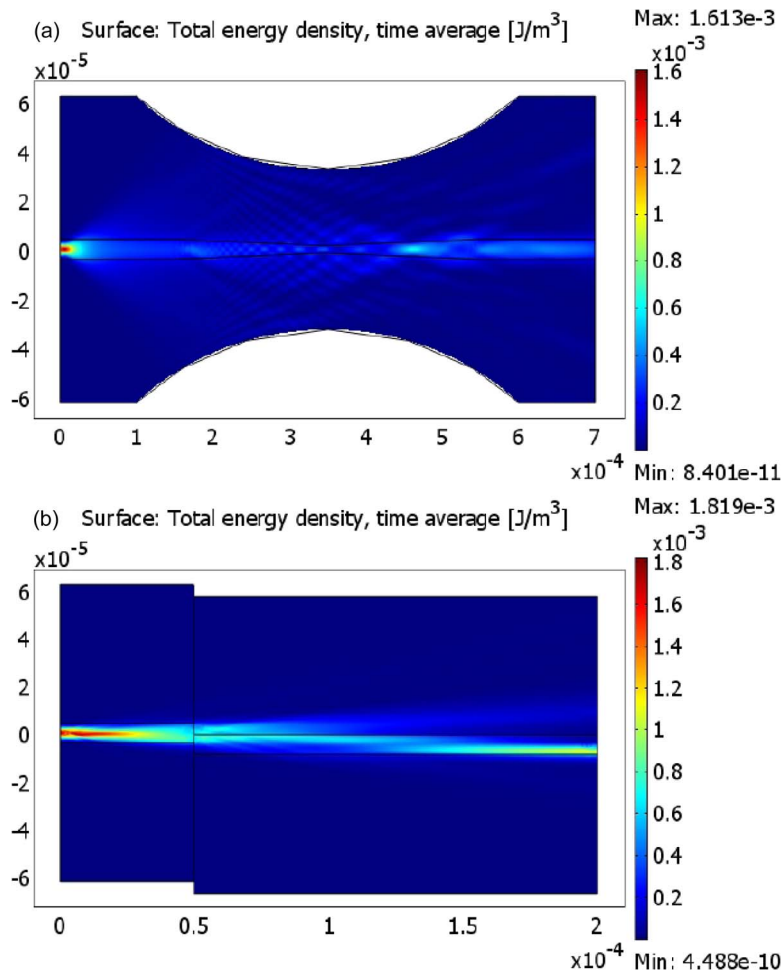 (a) Surface: Total energy density, time average [J/m³]
Max: 1.613e-3
x10⁻⁵
x10⁻³
6
4
2
0
-2
-4
-6
1.6
1.4
1.2
1
0.8
0.6
0.4
0.2
0 1 2 3 4 5 6 7
x10⁻⁴
Min: 8.401e-11
(b) Surface: Total energy density, time average [J/m³]
Max: 1.819e-3
x10⁻⁵
x10⁻³
6
4
2
0
-2
-4
-6
1.8
1.6
1.4
1.2
1
0.8
0.6
0.4
0.2
0 0.5 1 1.5 2
x10⁻⁴
Min: 4.488e-10